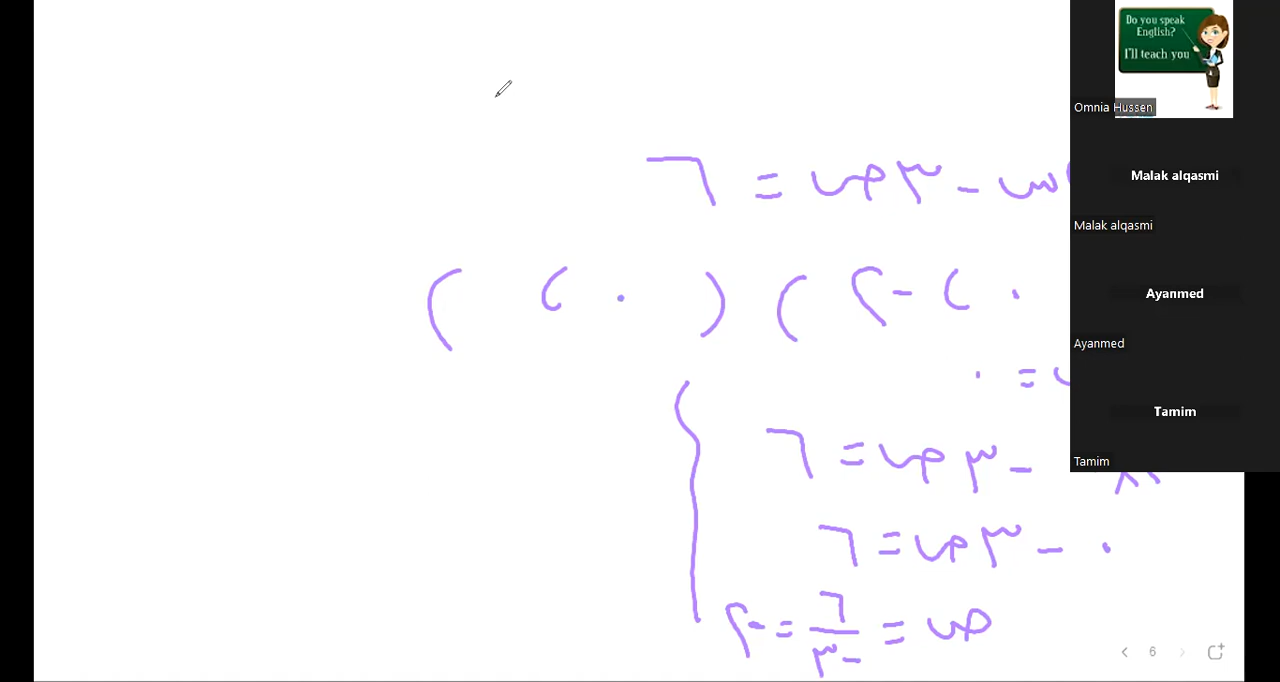 Do you speak
English?
I'll teach you
Omnia Hussen
Malak alqasmi
Malak alqasmi
Ayanmed
Ayanmed
Tamim
Tamim
س - ٣ص = ٦
( ٠ ، -٢ ) ( ٠ ، )
= ٠
- ٣ص = ٦
٠ - ٣ص = ٦
ص = ٦/-٣ = -٢
6